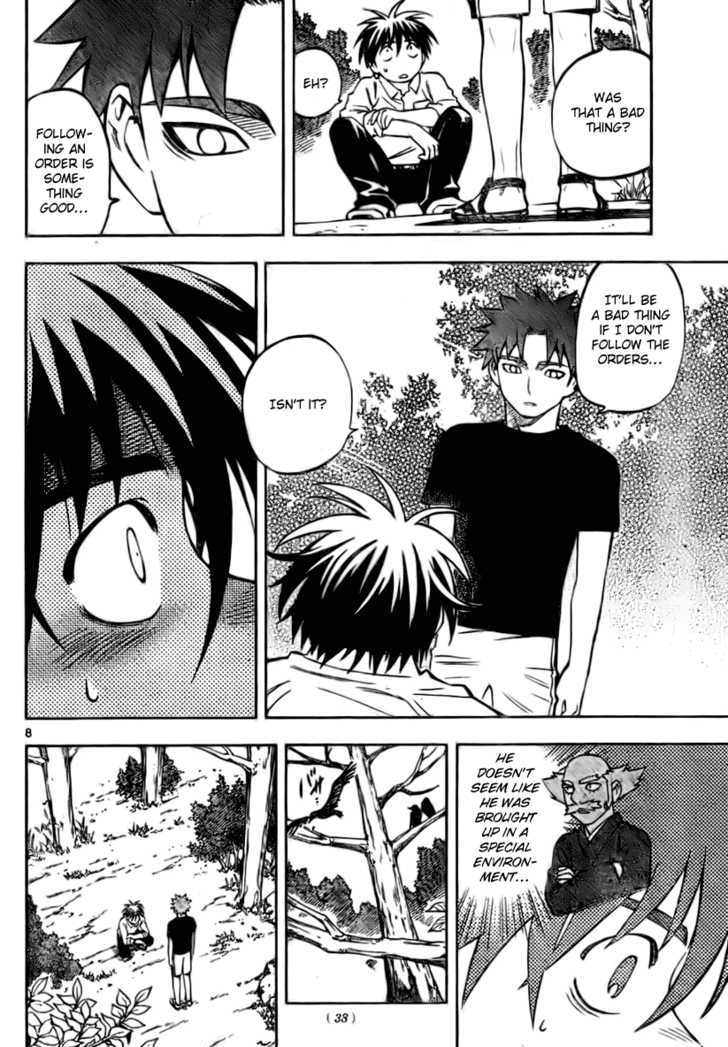 WAS
THAT A BAD
THING?
EH?
FOLLOW-
ING AN
ORDER IS
SOME-
THING
GOOD...
IT'LL BE
A BAD THING
IF I DON'T
FOLLOW THE
ORDERS...
ISN'T IT?
8
HE
DOESN'T
SEEM LIKE
HE WAS
BROUGHT
UP IN A
SPECIAL
ENVIRON-
MENT...
( 33 )